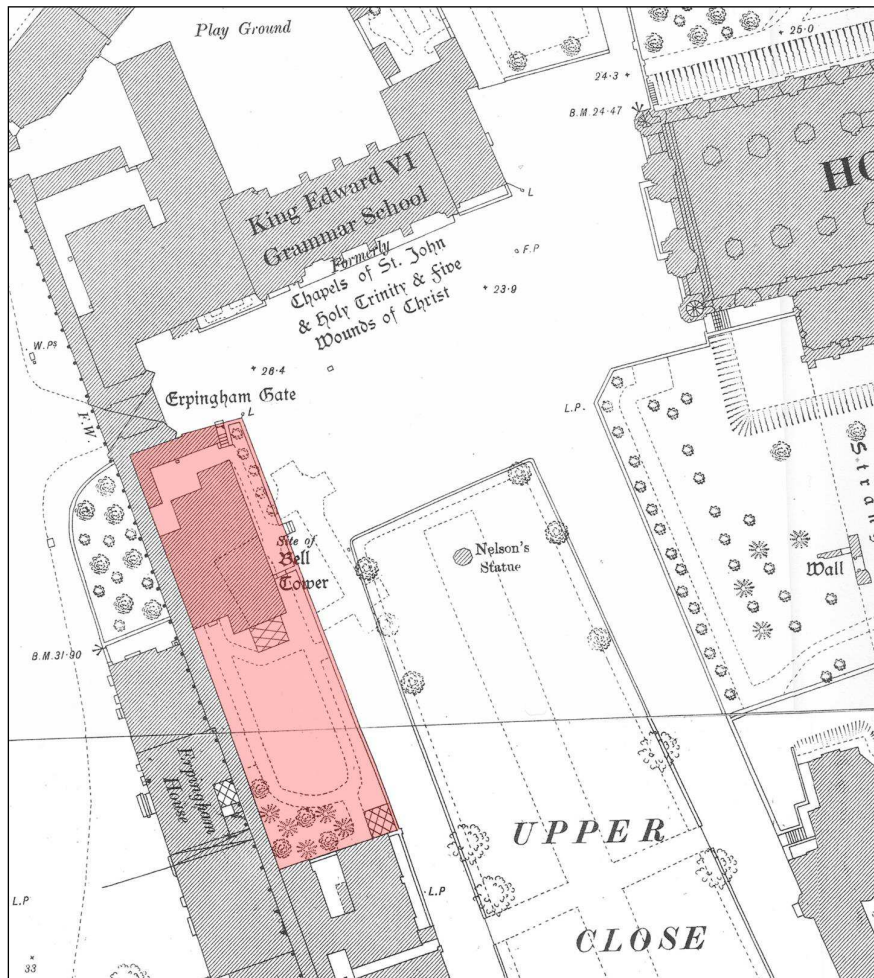 Play Ground
25·0
24·3
B.M. 24·47
HO
King Edward VI
Grammar School
L
F.P
Formerly
Chapels of St. John
& Holy Trinity & Five
Wounds of Christ
23·9
W.Ps
26·4
Erpingham Gate
L
L.P.
F.W.
Site of
Bell
Tower
Nelson's
Statue
Wall
B.M. 31·90
Erpingham
House
UPPER
L.P
L.P
CLOSE
33